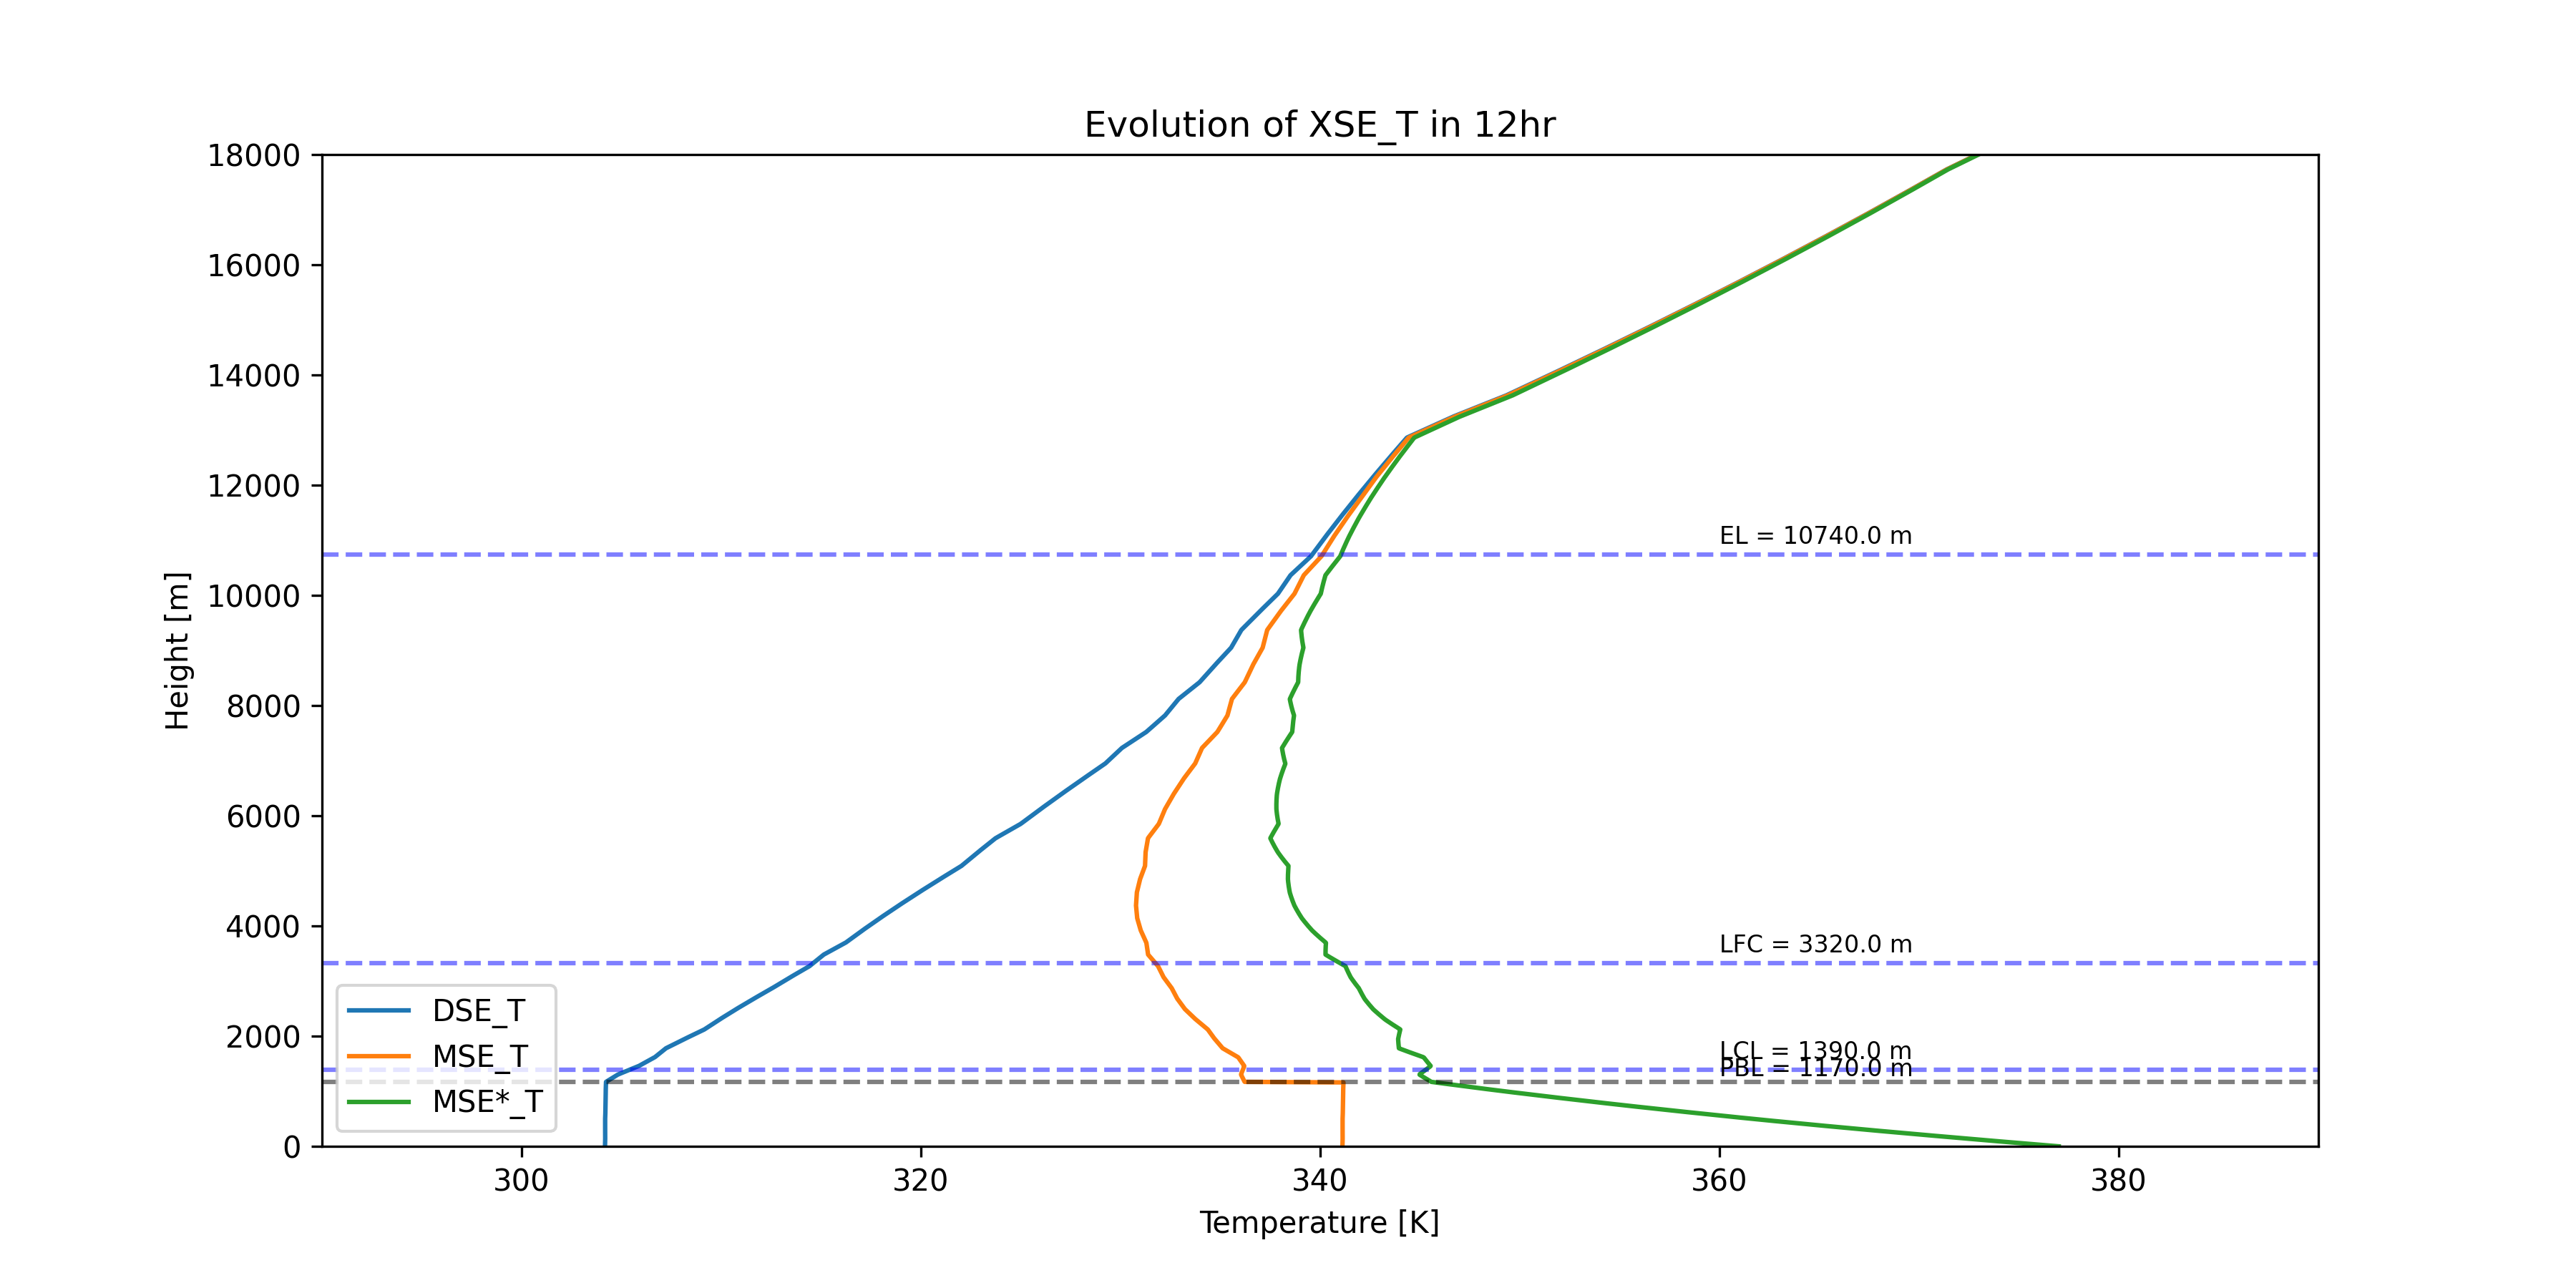 Evolution of XSE_T in 12hr
18000
16000
14000
12000
10000
8000
6000
4000
2000
0
Height [m]
EL = 10740.0 m
LFC = 3320.0 m
LCL = 1390.0 m
PBL = 1170.0 m
DSE_T
MSE_T
MSE*_T
300
320
340
360
380
Temperature [K]